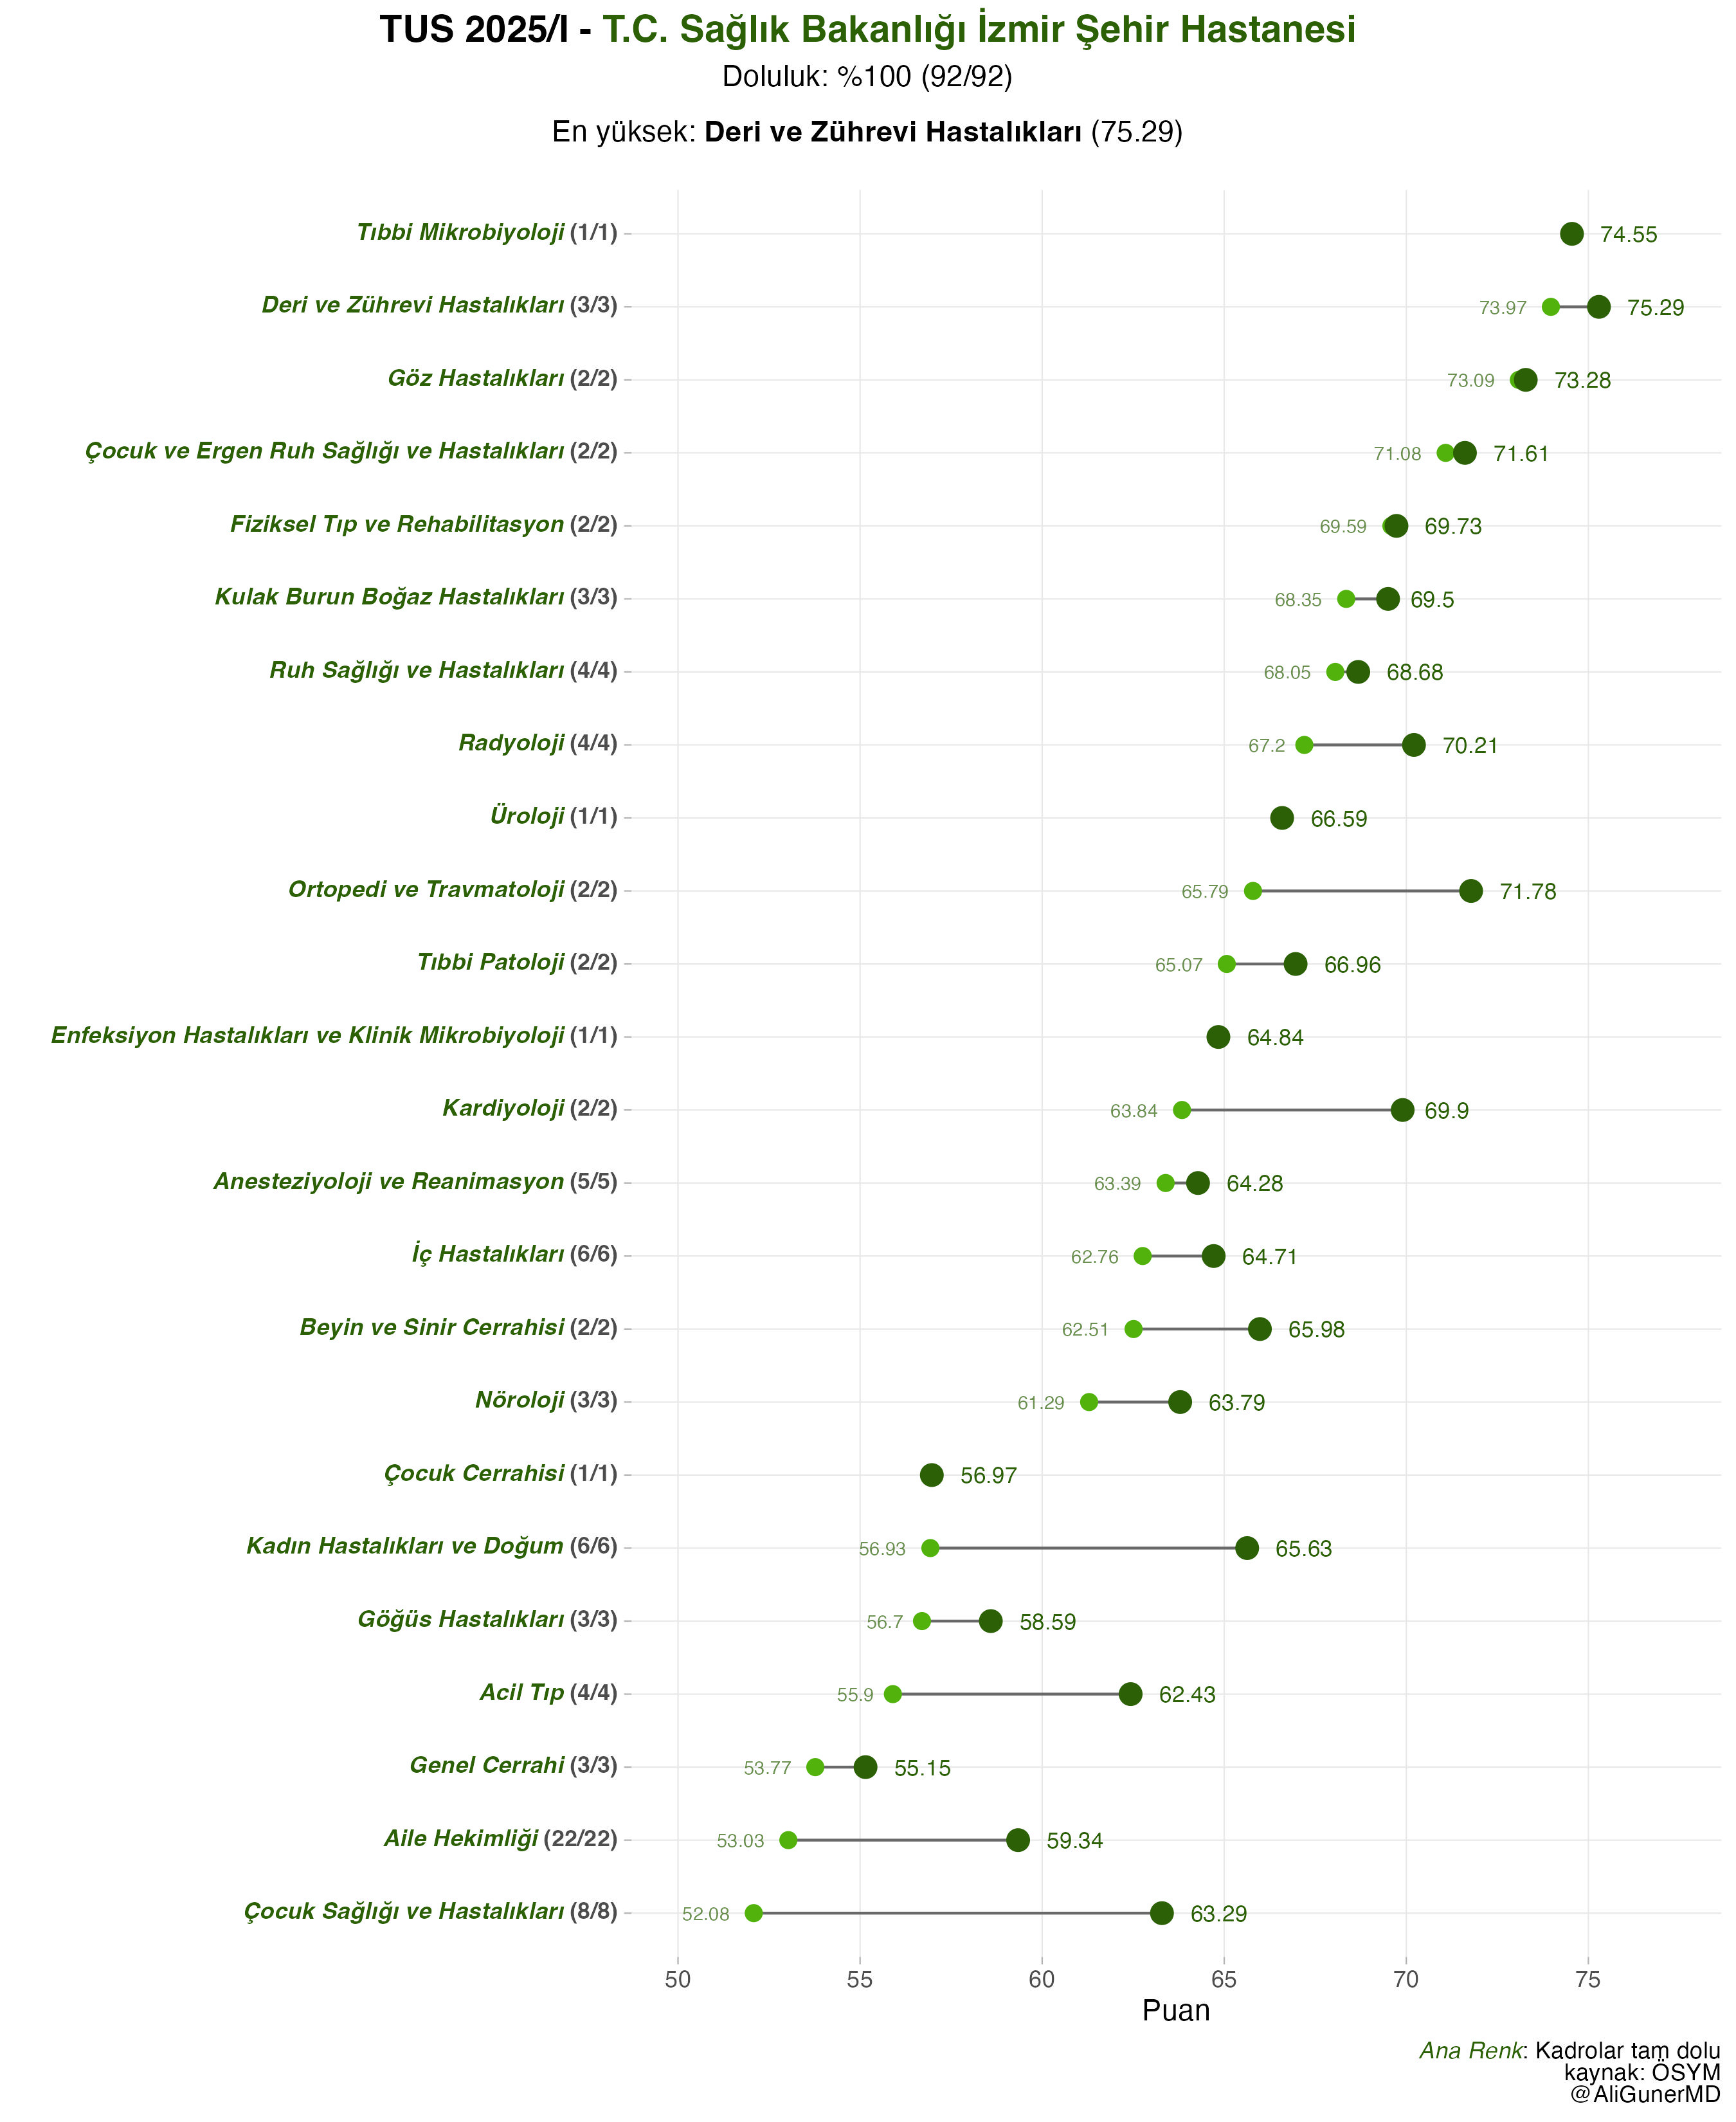 TUS 2025/I - T.C. Sağlık Bakanlığı İzmir Şehir Hastanesi
Doluluk: %100 (92/92)
En yüksek: Deri ve Zührevi Hastalıkları (75.29)
Tıbbi Mikrobiyoloji (1/1) 74.55
Deri ve Zührevi Hastalıkları (3/3) 73.97 75.29
Göz Hastalıkları (2/2) 73.09 73.28
Çocuk ve Ergen Ruh Sağlığı ve Hastalıkları (2/2) 71.08 71.61
Fiziksel Tıp ve Rehabilitasyon (2/2) 69.59 69.73
Kulak Burun Boğaz Hastalıkları (3/3) 68.35 69.5
Ruh Sağlığı ve Hastalıkları (4/4) 68.05 68.68
Radyoloji (4/4) 67.2 70.21
Üroloji (1/1) 66.59
Ortopedi ve Travmatoloji (2/2) 65.79 71.78
Tıbbi Patoloji (2/2) 65.07 66.96
Enfeksiyon Hastalıkları ve Klinik Mikrobiyoloji (1/1) 64.84
Kardiyoloji (2/2) 63.84 69.9
Anesteziyoloji ve Reanimasyon (5/5) 63.39 64.28
İç Hastalıkları (6/6) 62.76 64.71
Beyin ve Sinir Cerrahisi (2/2) 62.51 65.98
Nöroloji (3/3) 61.29 63.79
Çocuk Cerrahisi (1/1) 56.97
Kadın Hastalıkları ve Doğum (6/6) 56.93 65.63
Göğüs Hastalıkları (3/3) 56.7 58.59
Acil Tıp (4/4) 55.9 62.43
Genel Cerrahi (3/3) 53.77 55.15
Aile Hekimliği (22/22) 53.03 59.34
Çocuk Sağlığı ve Hastalıkları (8/8) 52.08 63.29
50 55 60 65 70 75
Puan
Ana Renk: Kadrolar tam dolu
kaynak: ÖSYM
@AliGunerMD